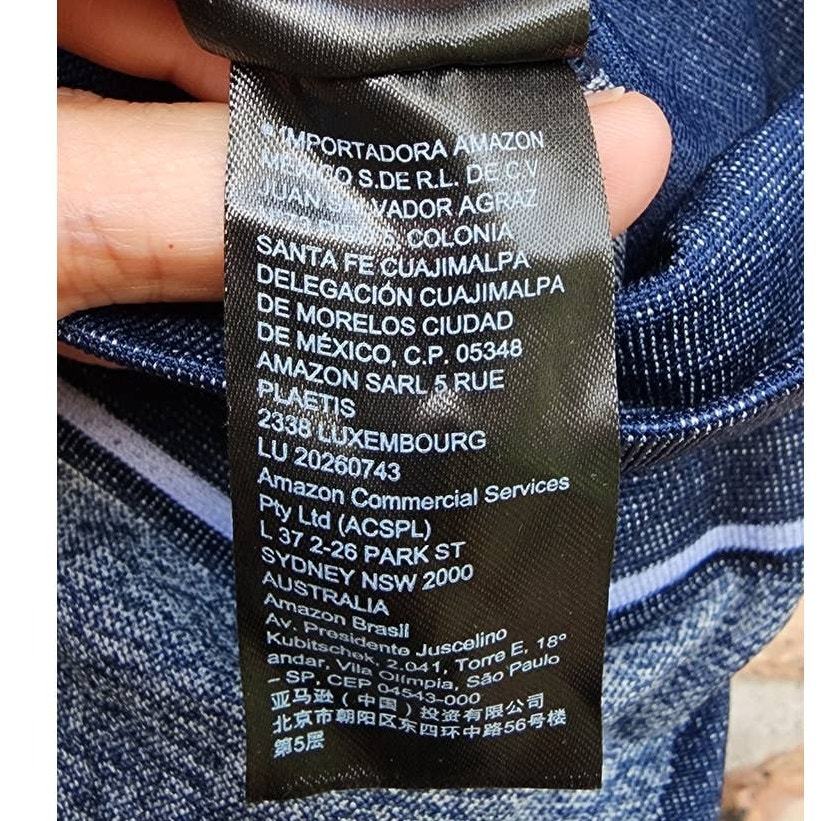 * IMPORTADORA AMAZON
MÉXICO S.DE R.L. DE C.V
JUAN VADOR AGRAZ
COLONIA
SANTA FE CUAJIMALPA
DELEGACIÓN CUAJIMALPA
DE MORELOS CIUDAD
DE MÉXICO, C.P. 05348
AMAZON SARL 5 RUE
PLAETIS
2338 LUXEMBOURG
LU 20260743
Amazon Commercial Services
Pty Ltd (ACSPL)
L 37 2-26 PARK ST
SYDNEY NSW 2000
AUSTRALIA
Amazon Brasil
Av. Presidente Juscelino
Kubitschek, 2.041, Torre E, 18º
andar, Vila Olímpia, São Paulo
– SP, CEP 04543-000
亚马逊（中国）投资有限公司
北京市朝阳区东四环中路56号楼
第5层